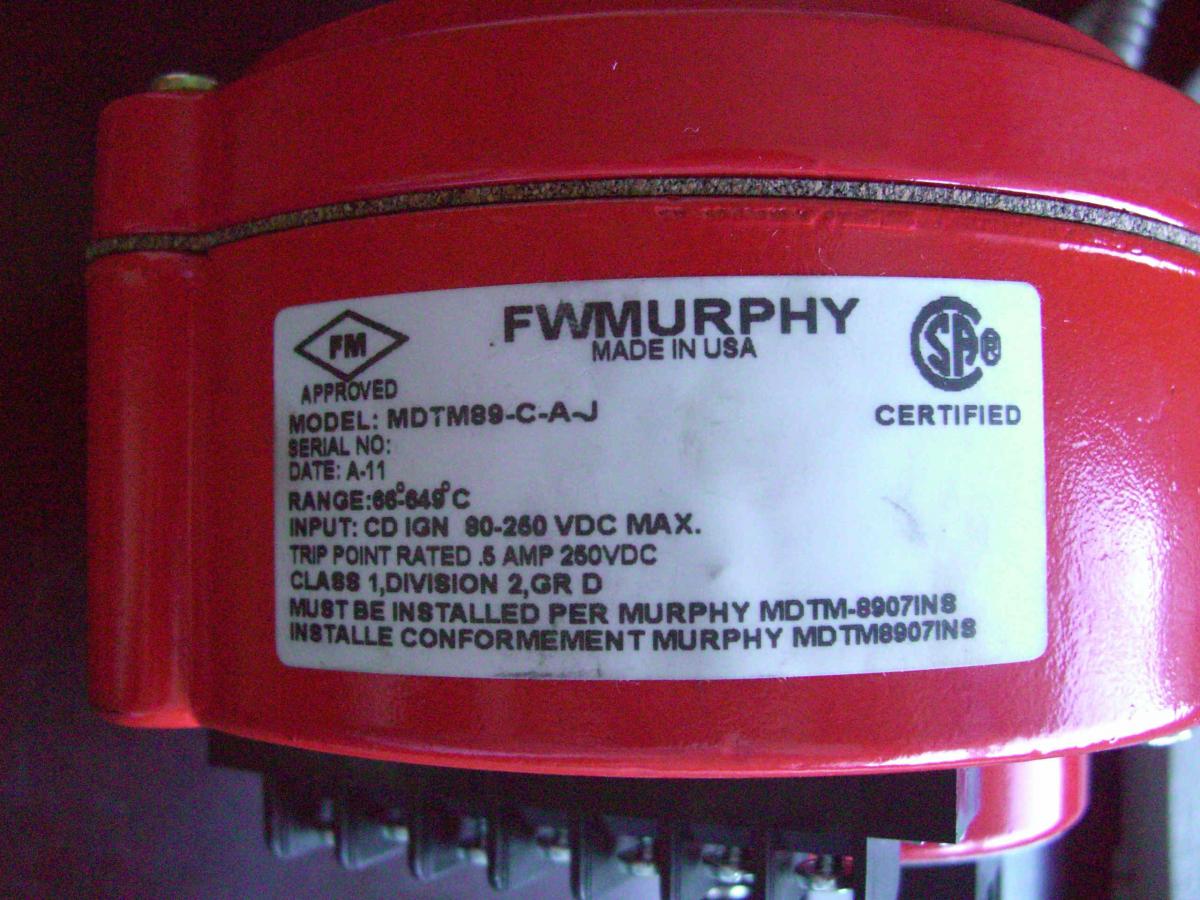 FM
APPROVED
FWMURPHY
MADE IN USA
CSA®
CERTIFIED
MODEL: MDTM89-C-A-J
SERIAL NO:
DATE: A-11
RANGE:66°-649°C
INPUT: CD IGN 90-250 VDC MAX.
TRIP POINT RATED .5 AMP 250VDC
CLASS 1,DIVISION 2,GR D
MUST BE INSTALLED PER MURPHY MDTM-8907INS
INSTALLE CONFORMEMENT MURPHY MDTM8907INS